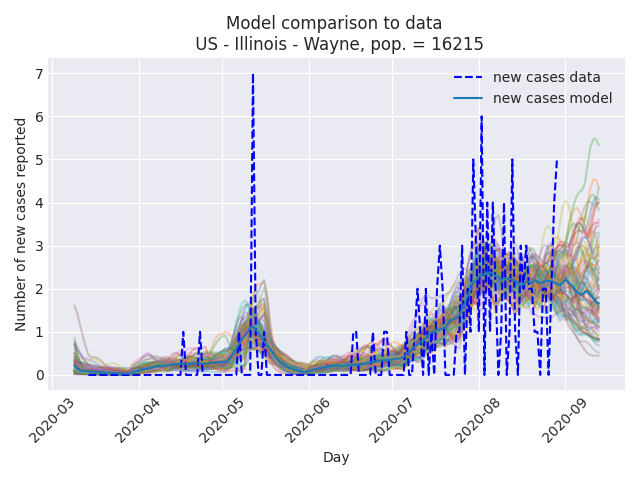 Model comparison to data
US - Illinois - Wayne, pop. = 16215
new cases data
new cases model
Number of new cases reported
7
6
5
4
3
2
1
0
2020-03
2020-04
2020-05
2020-06
2020-07
2020-08
2020-09
Day